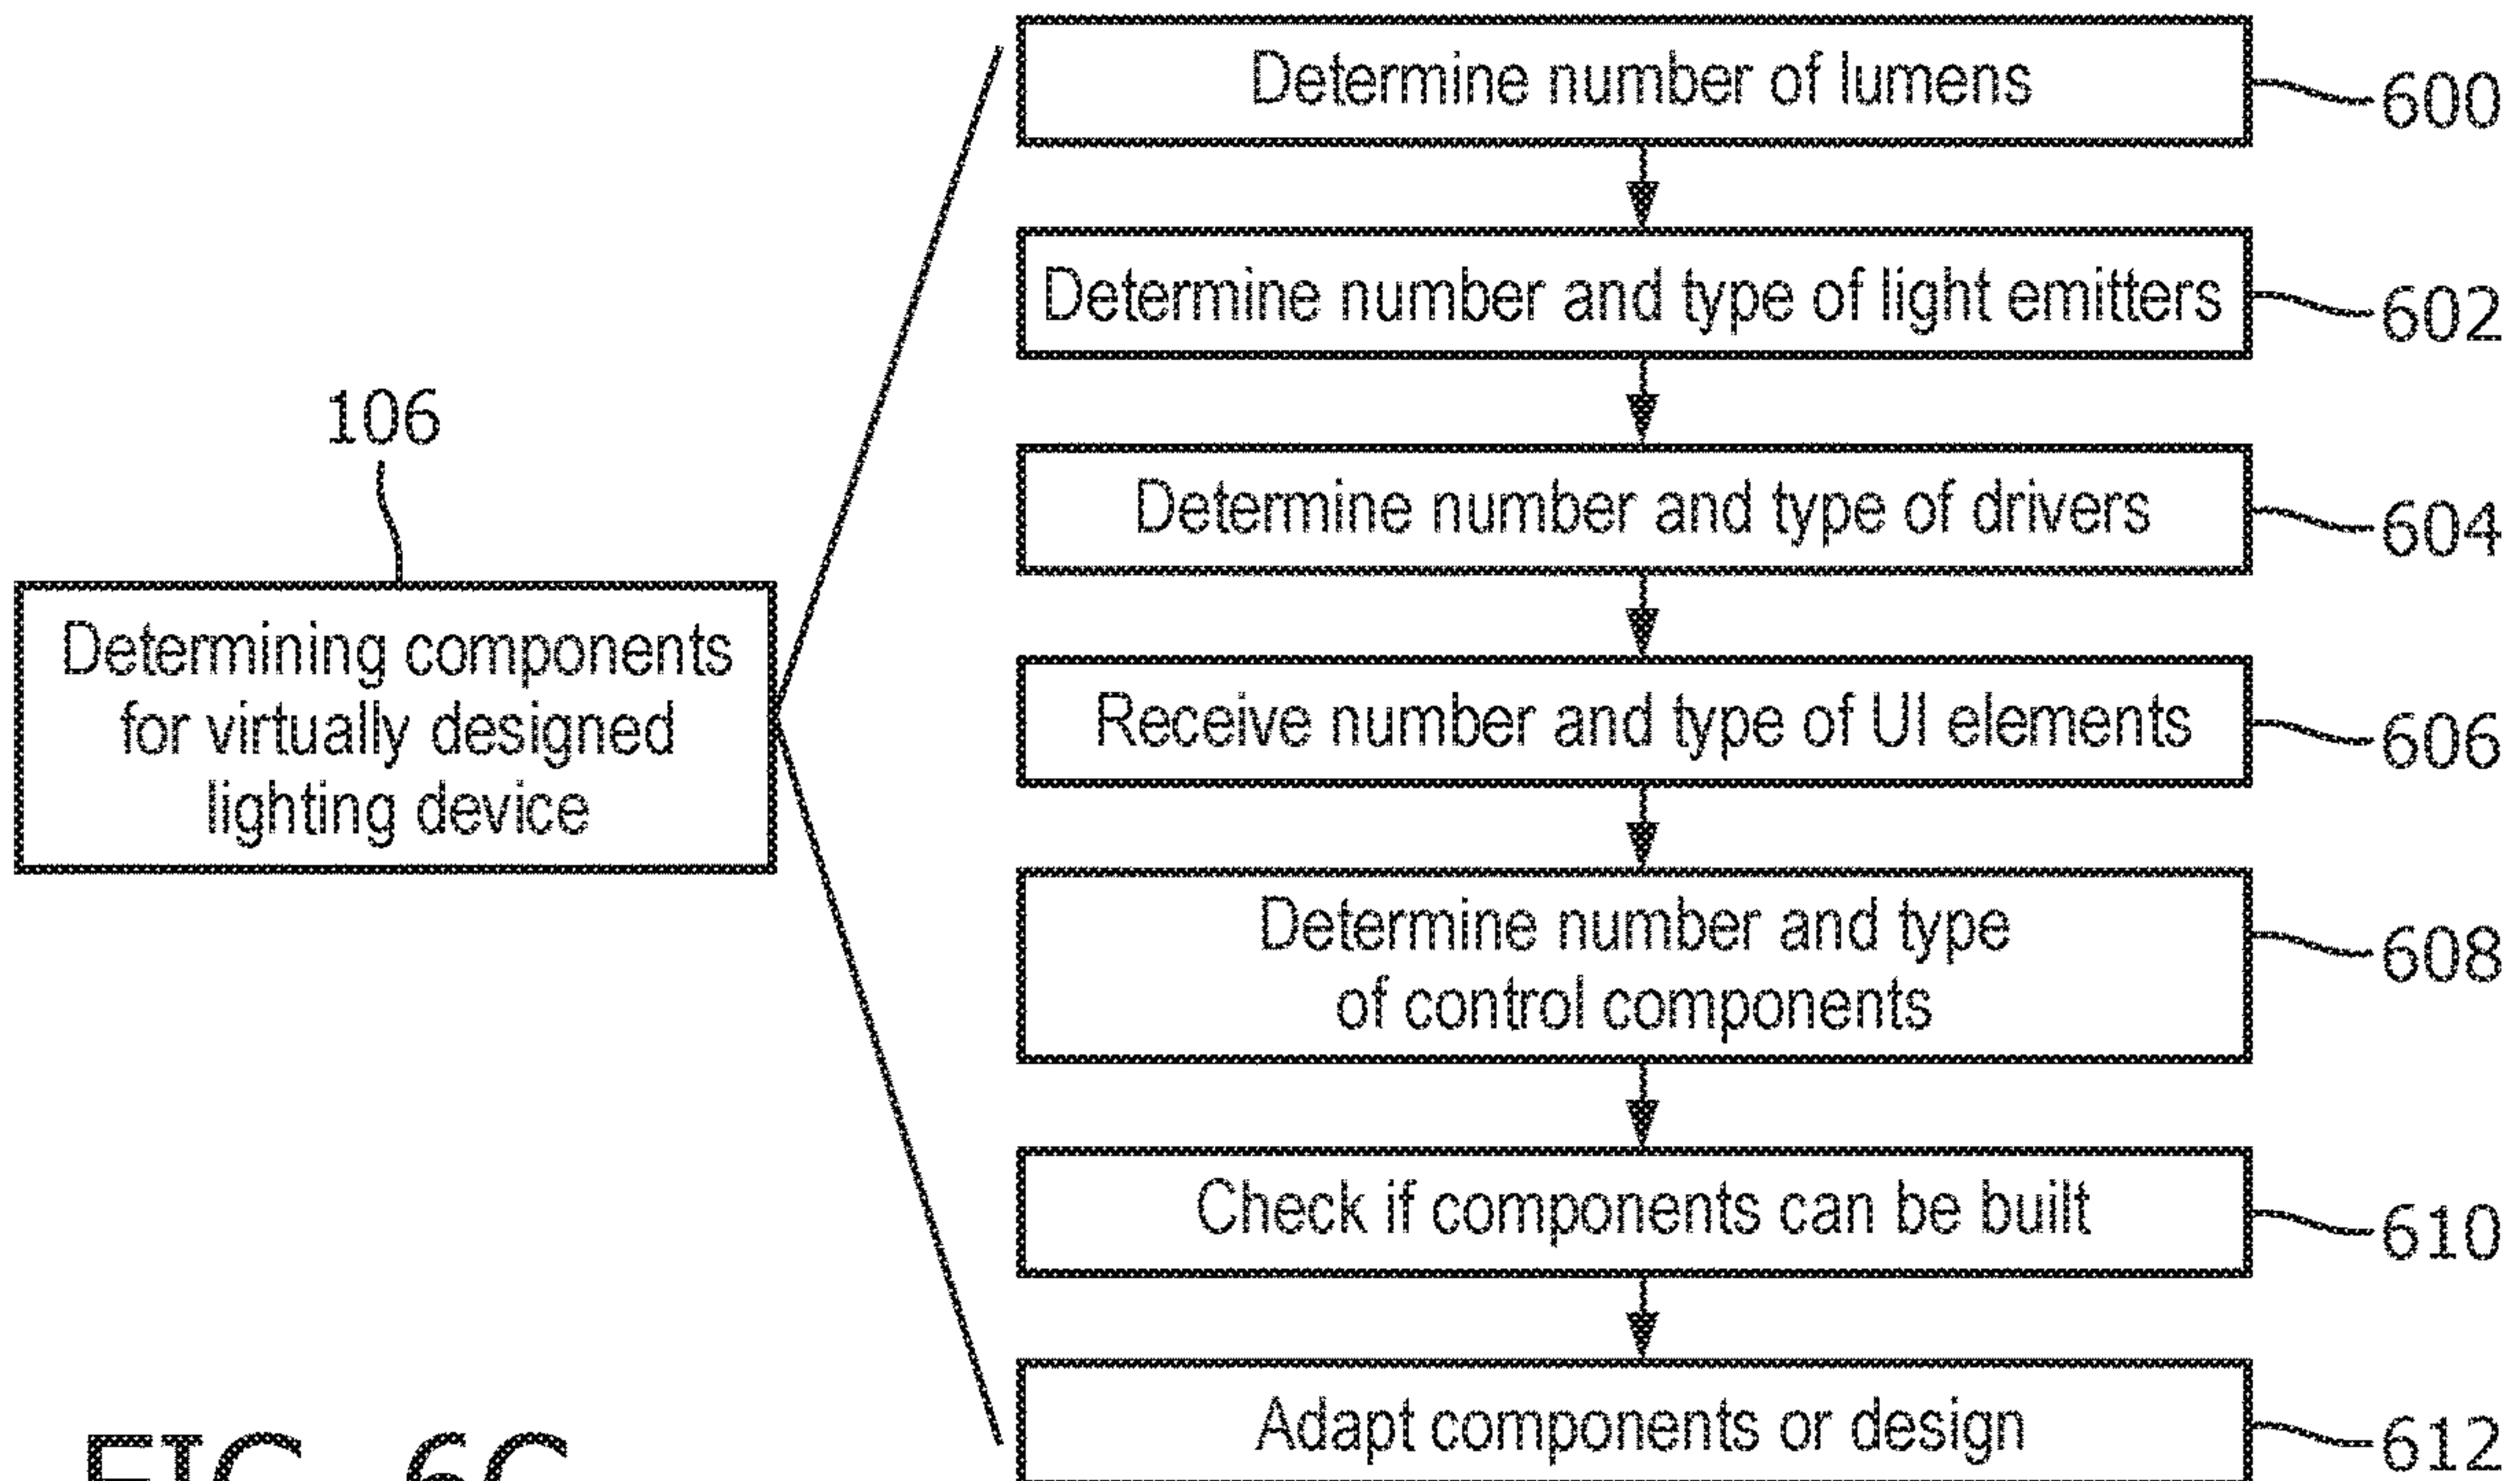 Determine number of lumens
600
Determine number and type of light emitters
602
106
Determine number and type of drivers
604
Determining components
for virtually designed
lighting device
Receive number and type of UI elements
606
Determine number and type
of control components
608
Check if components can be built
610
Adapt components or design
612
FIG. 6C